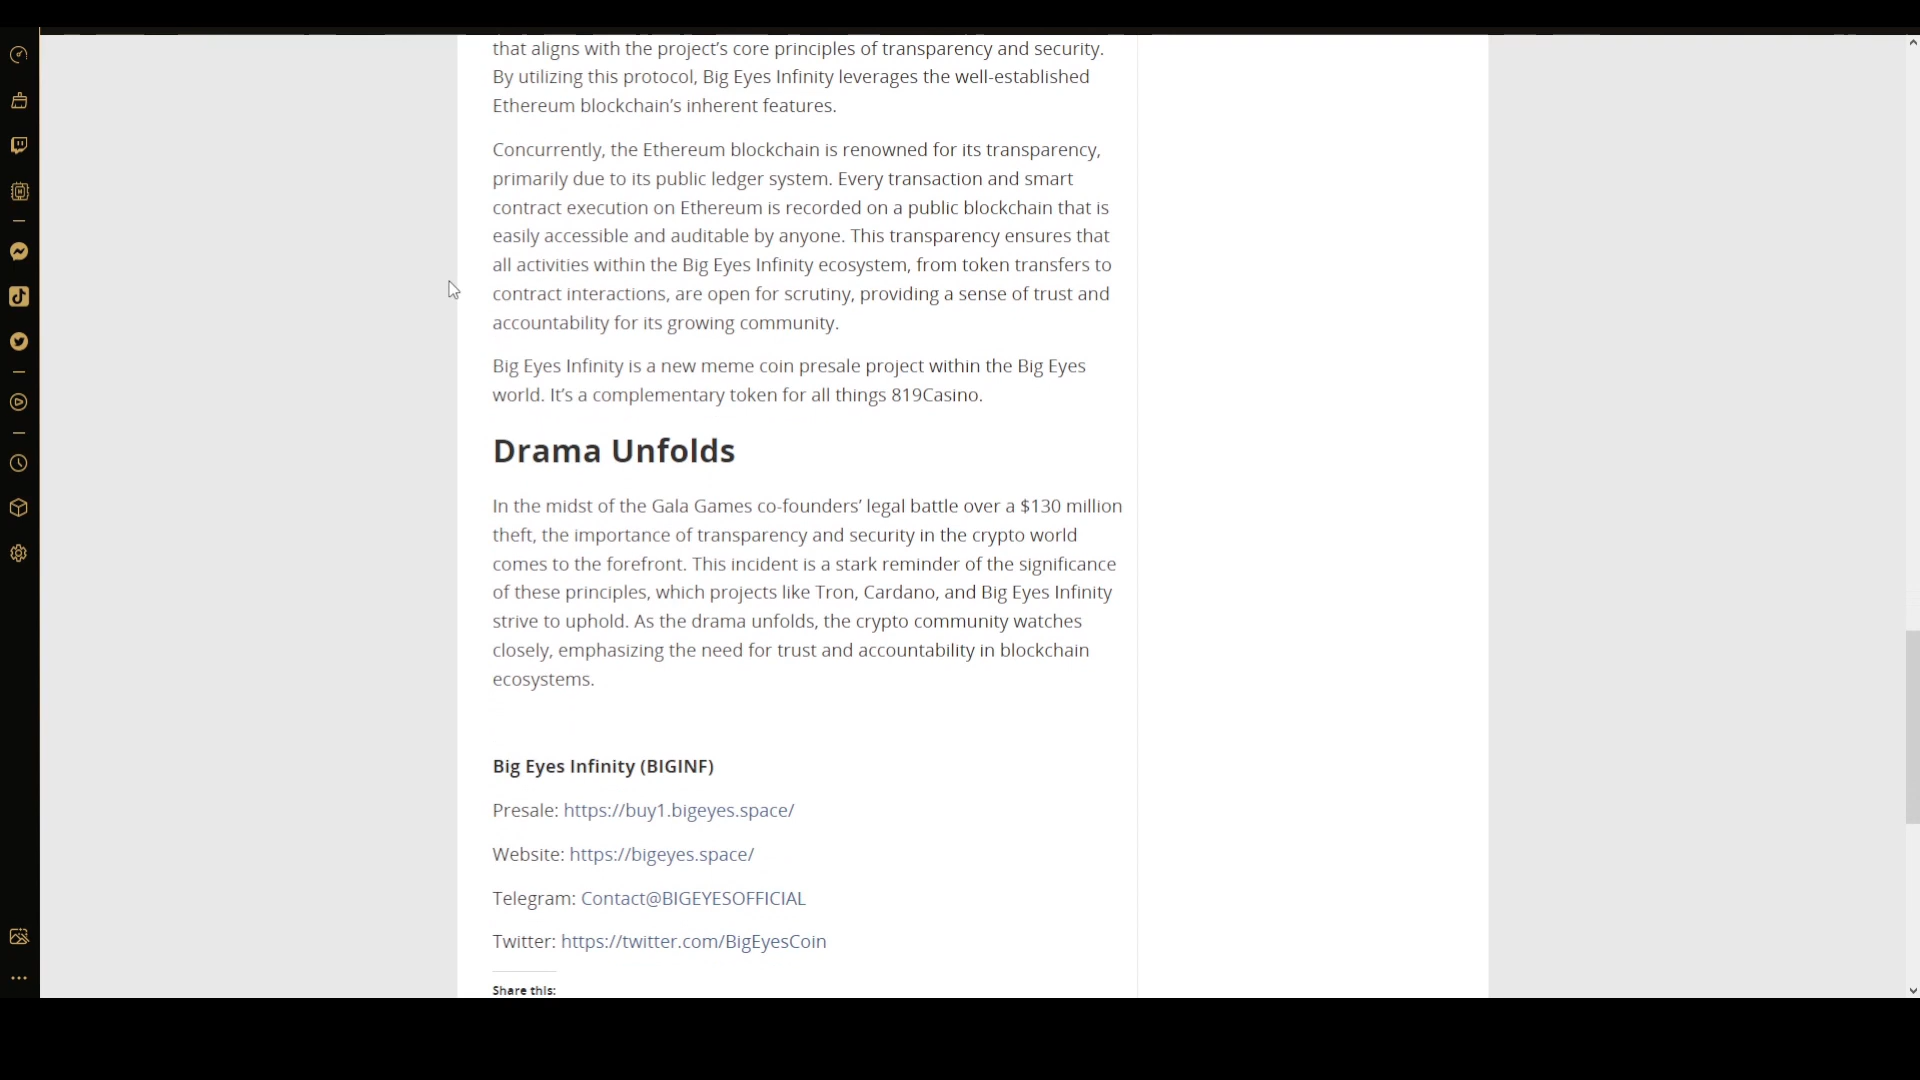 that aligns with the project’s core principles of transparency and security.
By utilizing this protocol, Big Eyes Infinity leverages the well-established
Ethereum blockchain’s inherent features.
Concurrently, the Ethereum blockchain is renowned for its transparency,
primarily due to its public ledger system. Every transaction and smart
contract execution on Ethereum is recorded on a public blockchain that is
easily accessible and auditable by anyone. This transparency ensures that
all activities within the Big Eyes Infinity ecosystem, from token transfers to
contract interactions, are open for scrutiny, providing a sense of trust and
accountability for its growing community.
Big Eyes Infinity is a new meme coin presale project within the Big Eyes
world. It’s a complementary token for all things 819Casino.
Drama Unfolds
In the midst of the Gala Games co-founders’ legal battle over a $130 million
theft, the importance of transparency and security in the crypto world
comes to the forefront. This incident is a stark reminder of the significance
of these principles, which projects like Tron, Cardano, and Big Eyes Infinity
strive to uphold. As the drama unfolds, the crypto community watches
closely, emphasizing the need for trust and accountability in blockchain
ecosystems.
Big Eyes Infinity (BIGINF)
Presale: https://buy1.bigeyes.space/
Website: https://bigeyes.space/
Telegram: Contact@BIGEYESOFFICIAL
Twitter: https://twitter.com/BigEyesCoin
Share this: